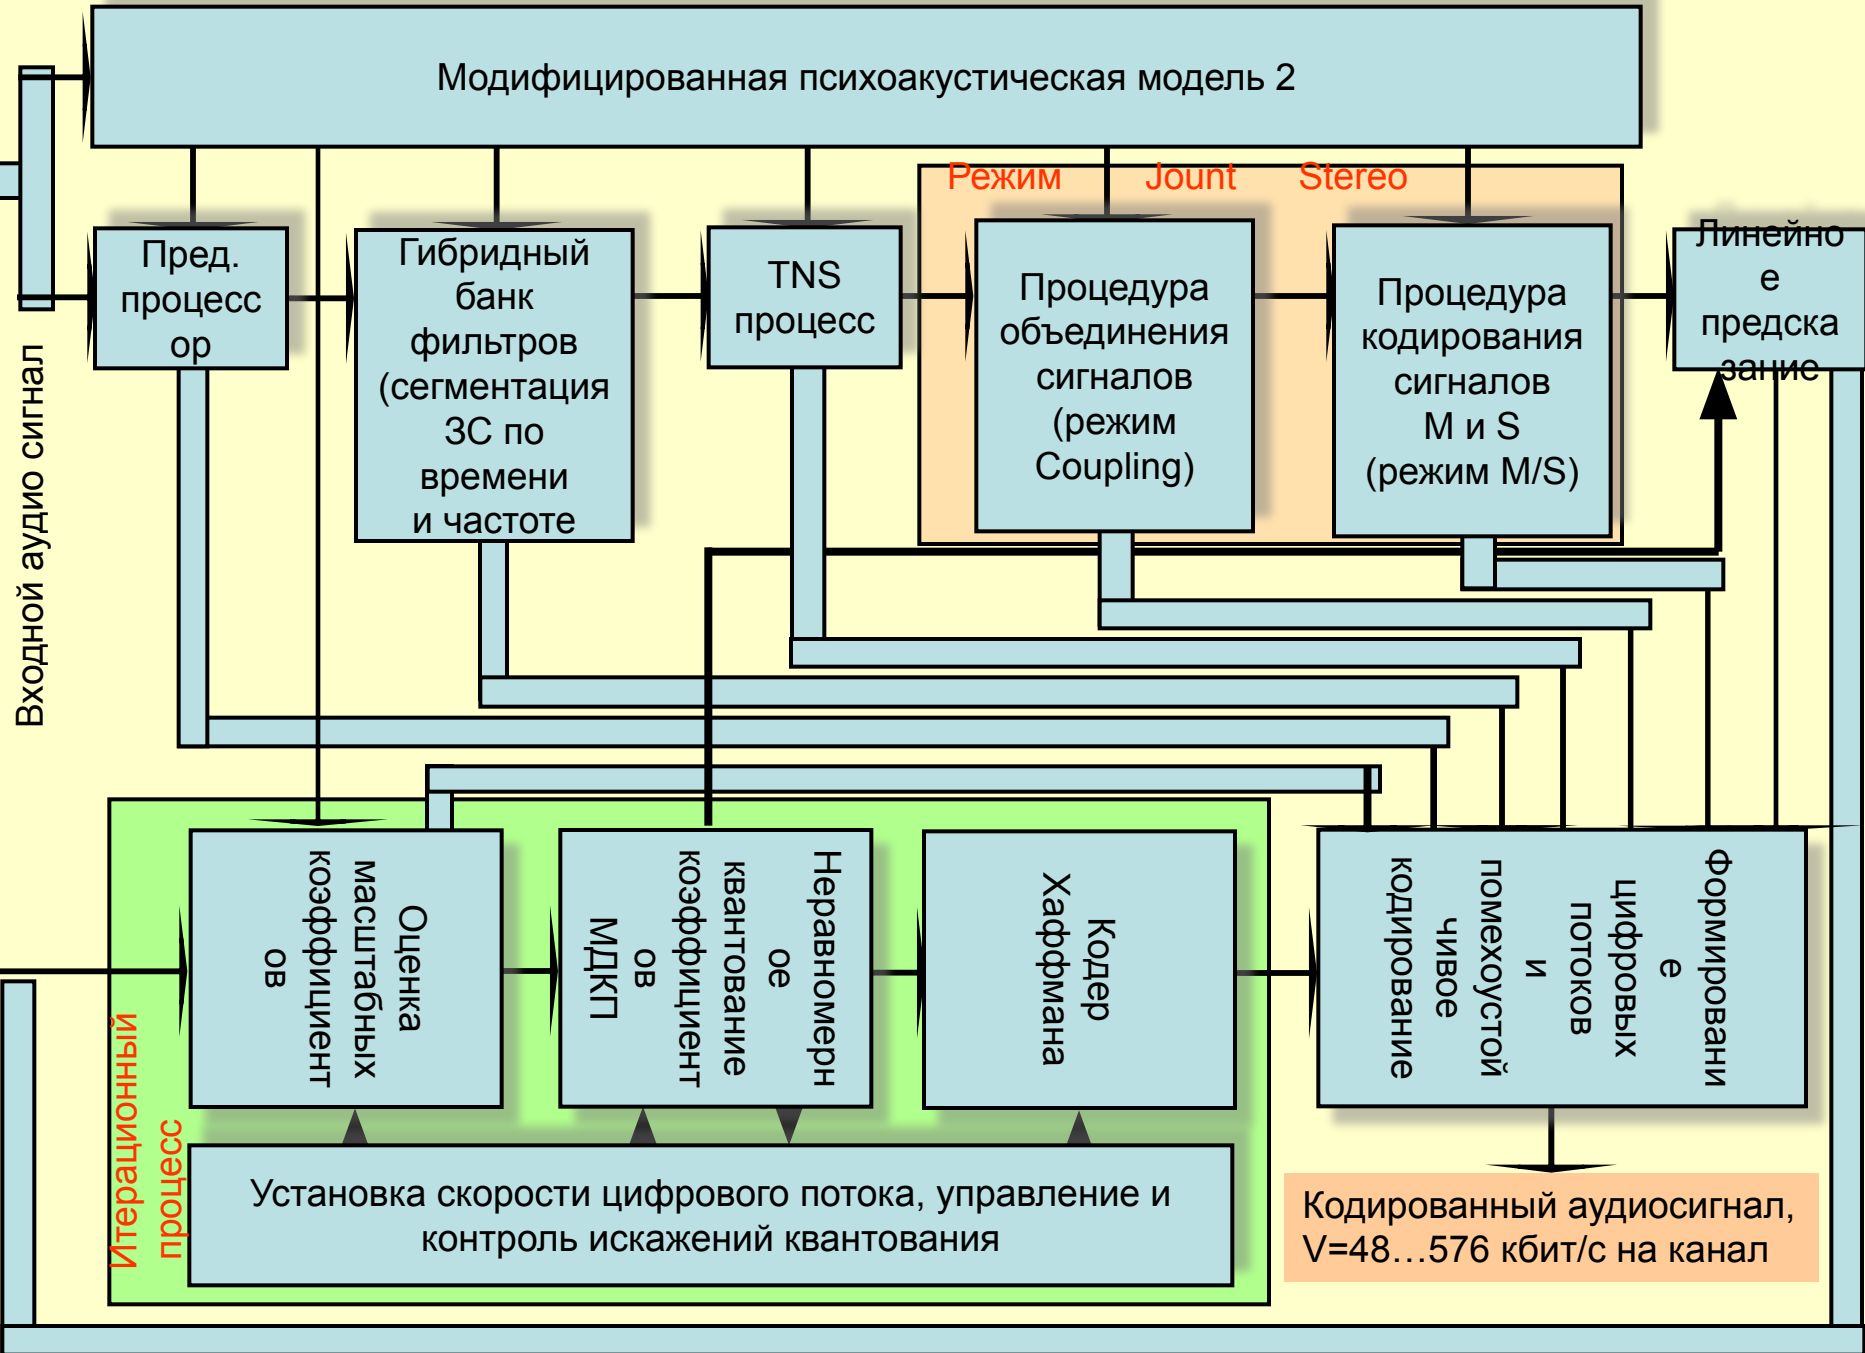 Модифицированная психоакустическая модель 2
Режим Jount Stereo
Пред.
процесс
ор
Гибридный
банк
фильтров
(сегментация
ЗС по
времени
и частоте
TNS
процесс
Процедура
объединения
сигналов
(режим
Coupling)
Процедура
кодирования
сигналов
M и S
(режим M/S)
Линейно
е
предска
зание
Входной аудио сигнал
Оценка
масштабных
коэффициент
ов
Неравномерн
ое
квантование
коэффициент
ов
МДКП
Кодер
Хаффмана
Формировани
е
цифровых
потоков
и
помехоустой
чивое
кодирование
Итерационный
процесс
Установка скорости цифрового потока, управление и
контроль искажений квантования
Кодированный аудиосигнал,
V=48...576 кбит/с на канал